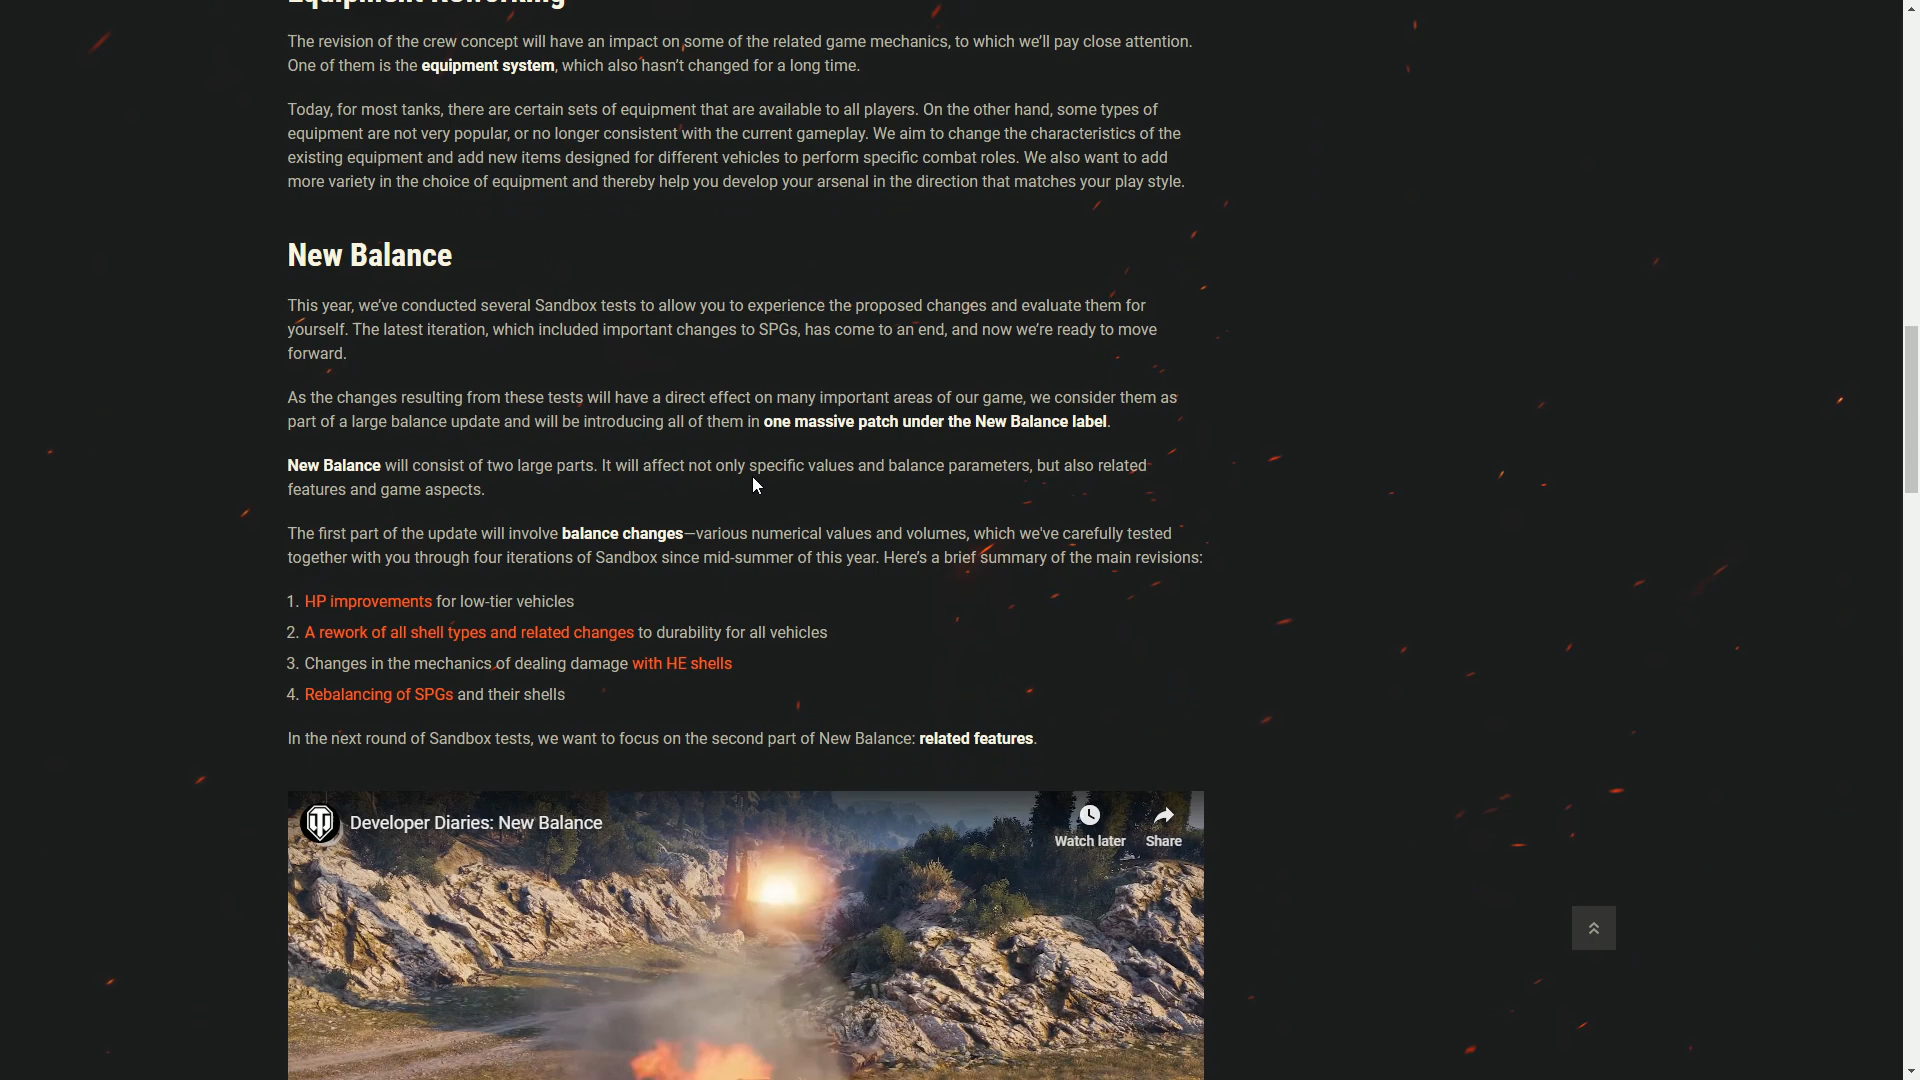 Equipment Reworking
The revision of the crew concept will have an impact on some of the related game mechanics, to which we’ll pay close attention.
One of them is the equipment system, which also hasn’t changed for a long time.
Today, for most tanks, there are certain sets of equipment that are available to all players. On the other hand, some types of
equipment are not very popular, or no longer consistent with the current gameplay. We aim to change the characteristics of the
existing equipment and add new items designed for different vehicles to perform specific combat roles. We also want to add
more variety in the choice of equipment and thereby help you develop your arsenal in the direction that matches your play style.
New Balance
This year, we’ve conducted several Sandbox tests to allow you to experience the proposed changes and evaluate them for
yourself. The latest iteration, which included important changes to SPGs, has come to an end, and now we’re ready to move
forward.
As the changes resulting from these tests will have a direct effect on many important areas of our game, we consider them as
part of a large balance update and will be introducing all of them in one massive patch under the New Balance label.
New Balance will consist of two large parts. It will affect not only specific values and balance parameters, but also related
features and game aspects.
The first part of the update will involve balance changes—various numerical values and volumes, which we've carefully tested
together with you through four iterations of Sandbox since mid-summer of this year. Here’s a brief summary of the main revisions:
1. HP improvements for low-tier vehicles
2. A rework of all shell types and related changes to durability for all vehicles
3. Changes in the mechanics of dealing damage with HE shells
4. Rebalancing of SPGs and their shells
In the next round of Sandbox tests, we want to focus on the second part of New Balance: related features.
Developer Diaries: New Balance
Watch later
Share